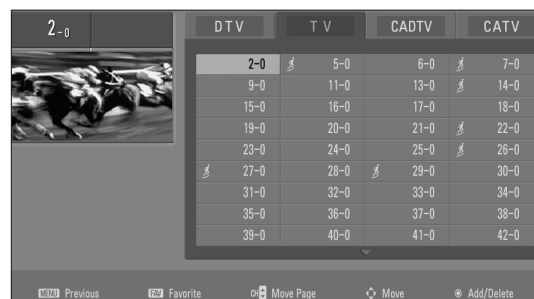 2-0
DTV TV CADTV CATV
2-0 5-0 6-0 7-0
9-0 11-0 13-0 14-0
15-0 16-0 17-0 18-0
19-0 20-0 21-0 22-0
23-0 24-0 25-0 26-0
27-0 28-0 29-0 30-0
31-0 32-0 33-0 34-0
35-0 36-0 37-0 38-0
39-0 40-0 41-0 42-0
MENU Previous FAV Favorite CH Move Page Move Add/Delete